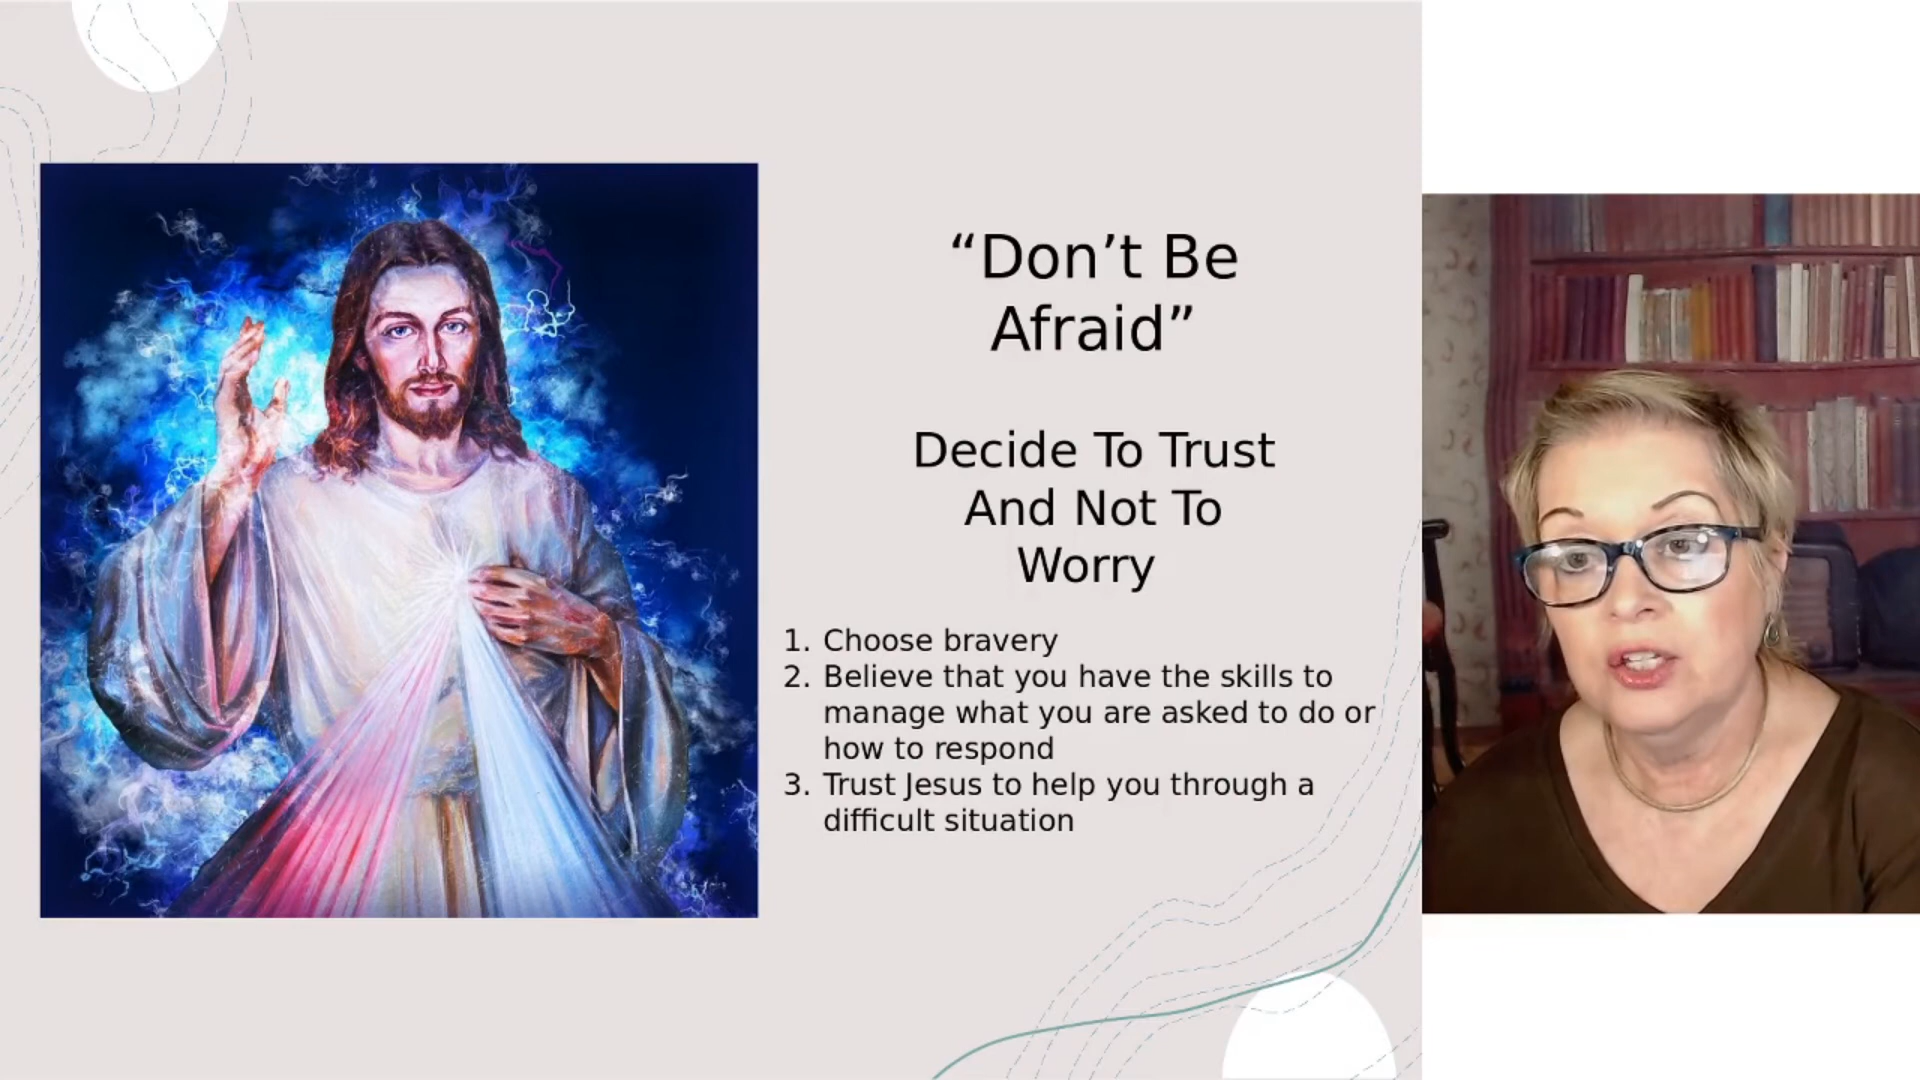 “Don’t Be
Afraid”
Decide To Trust
And Not To
Worry
1. Choose bravery
2. Believe that you have the skills to
manage what you are asked to do or
how to respond
3. Trust Jesus to help you through a
difficult situation